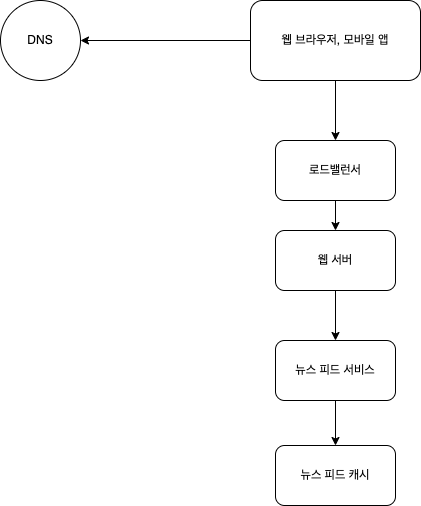 DNS
웹 브라우저, 모바일 앱
로드밸런서
웹 서버
뉴스 피드 서비스
뉴스 피드 캐시